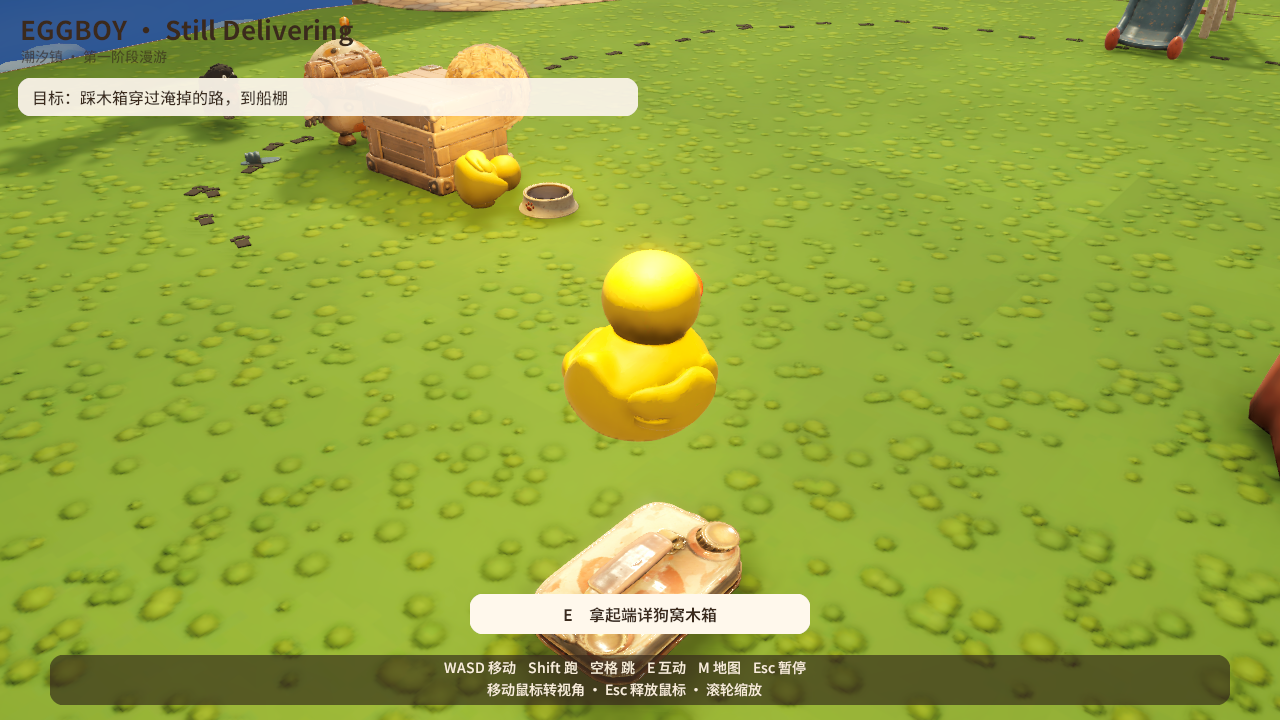 EGGBOY · Still Delivering
潮汐镇 · 第一阶段漫游
目标：踩木箱穿过淹掉的路，到船棚
E 拿起端详狗窝木箱
WASD 移动 Shift 跑 空格 跳 E 互动 M 地图 Esc 暂停
移动鼠标转视角 · Esc 释放鼠标 · 滚轮缩放